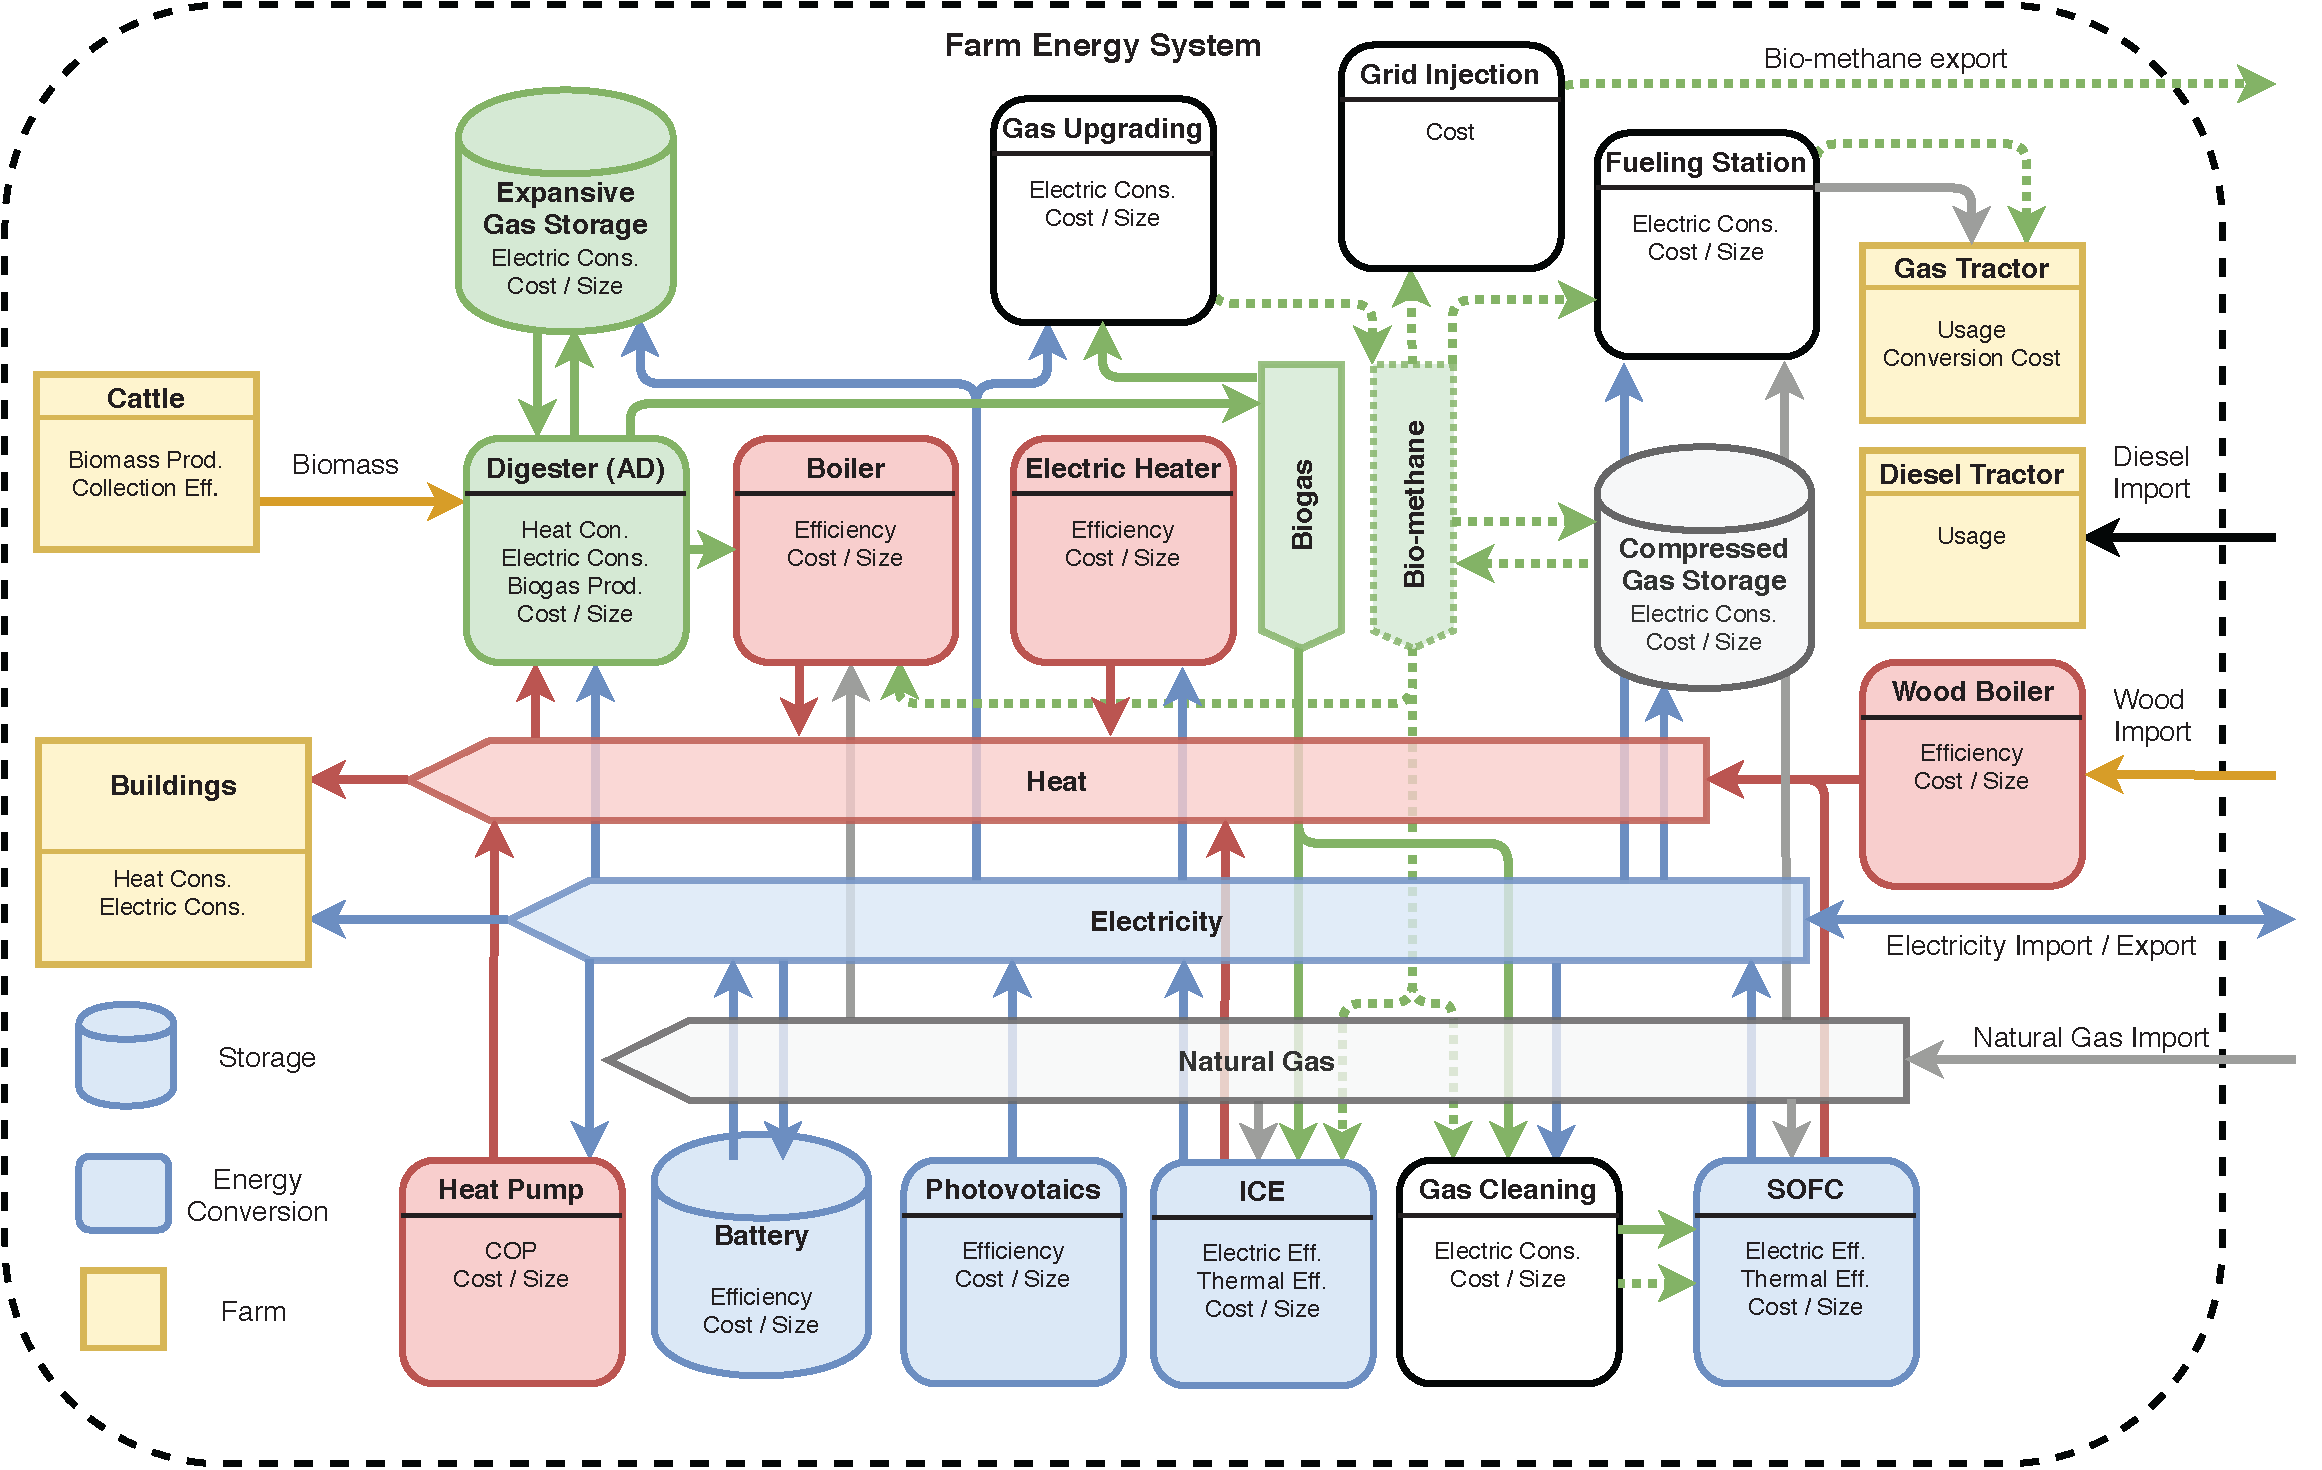 Farm Energy System
Grid Injection
Cost
Bio-methane export
Gas Upgrading
Electric Cons.
Cost / Size
Fueling Station
Electric Cons.
Cost / Size
Expansive
Gas Storage
Electric Cons.
Cost / Size
Gas Tractor
Usage
Conversion Cost
Cattle
Biomass Prod.
Collection Eff.
Biomass
Digester (AD)
Heat Con.
Electric Cons.
Biogas Prod.
Cost / Size
Boiler
Efficiency
Cost / Size
Electric Heater
Efficiency
Cost / Size
Biogas
Bio-methane
Compressed
Gas Storage
Electric Cons.
Cost / Size
Diesel Tractor
Usage
Diesel
Import
Wood Boiler
Efficiency
Cost / Size
Wood
Import
Buildings
Heat Cons.
Electric Cons.
Heat
Electricity
Electricity Import / Export
Natural Gas
Natural Gas Import
Storage
Energy
Conversion
Farm
Heat Pump
COP
Cost / Size
Battery
Efficiency
Cost / Size
Photovotaics
Efficiency
Cost / Size
ICE
Electric Eff.
Thermal Eff.
Cost / Size
Gas Cleaning
Electric Cons.
Cost / Size
SOFC
Electric Eff.
Thermal Eff.
Cost / Size